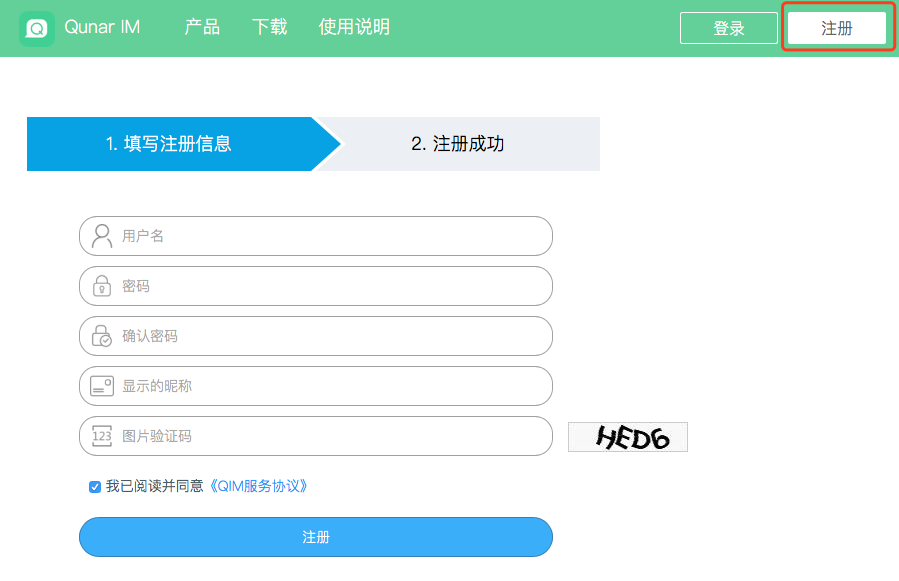 Qunar IM 产品 下载 使用说明 登录 注册
1. 填写注册信息 2. 注册成功
用户名
密码
确认密码
显示的昵称
123 图片验证码 HED6
我已阅读并同意《QIM服务协议》
注册